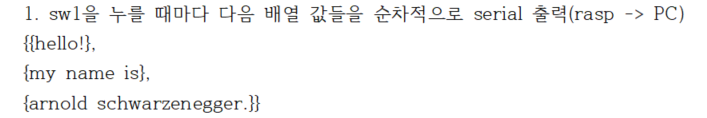 1. sw1을 누를 때마다 다음 배열 값들을 순차적으로 serial 출력(rasp -> PC)
{{hello!},
{my name is},
{arnold schwarzenegger.}}